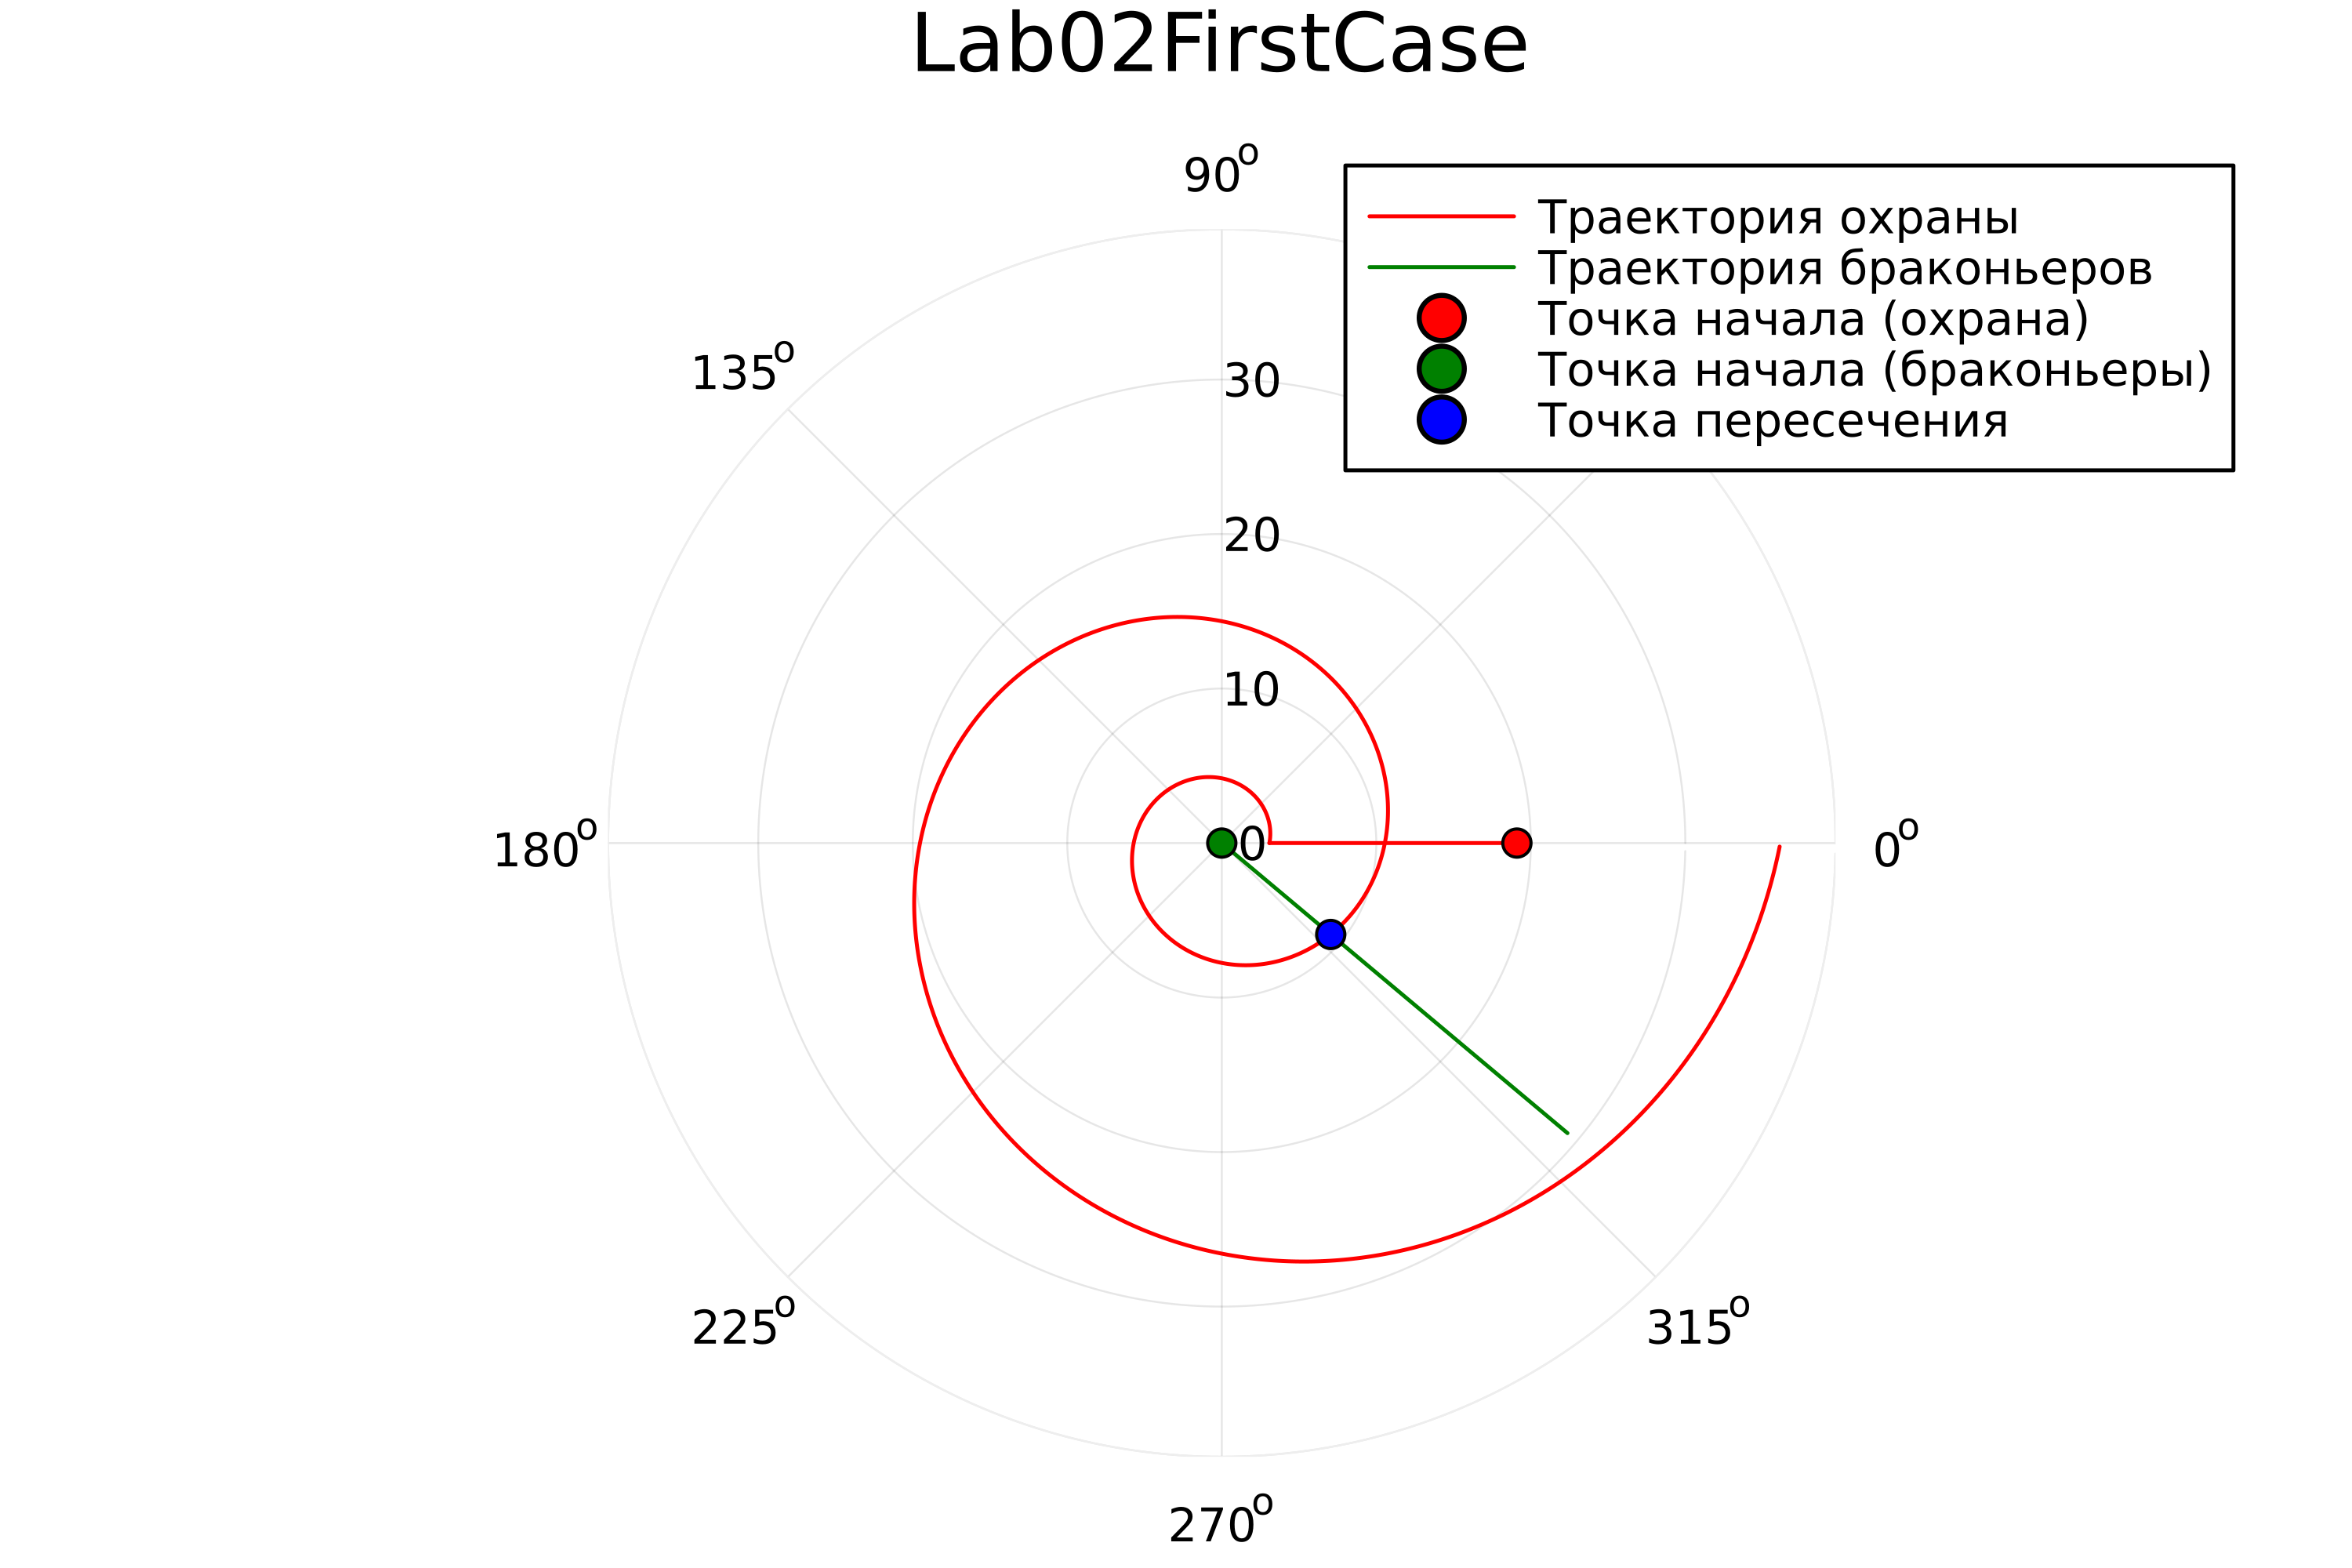 Lab02FirstCase
90°
Траектория охраны
Траектория браконьеров
Точка начала (охрана)
Точка начала (браконьеры)
Точка пересечения
135°
30
20
10
0
180°
0°
225°
315°
270°